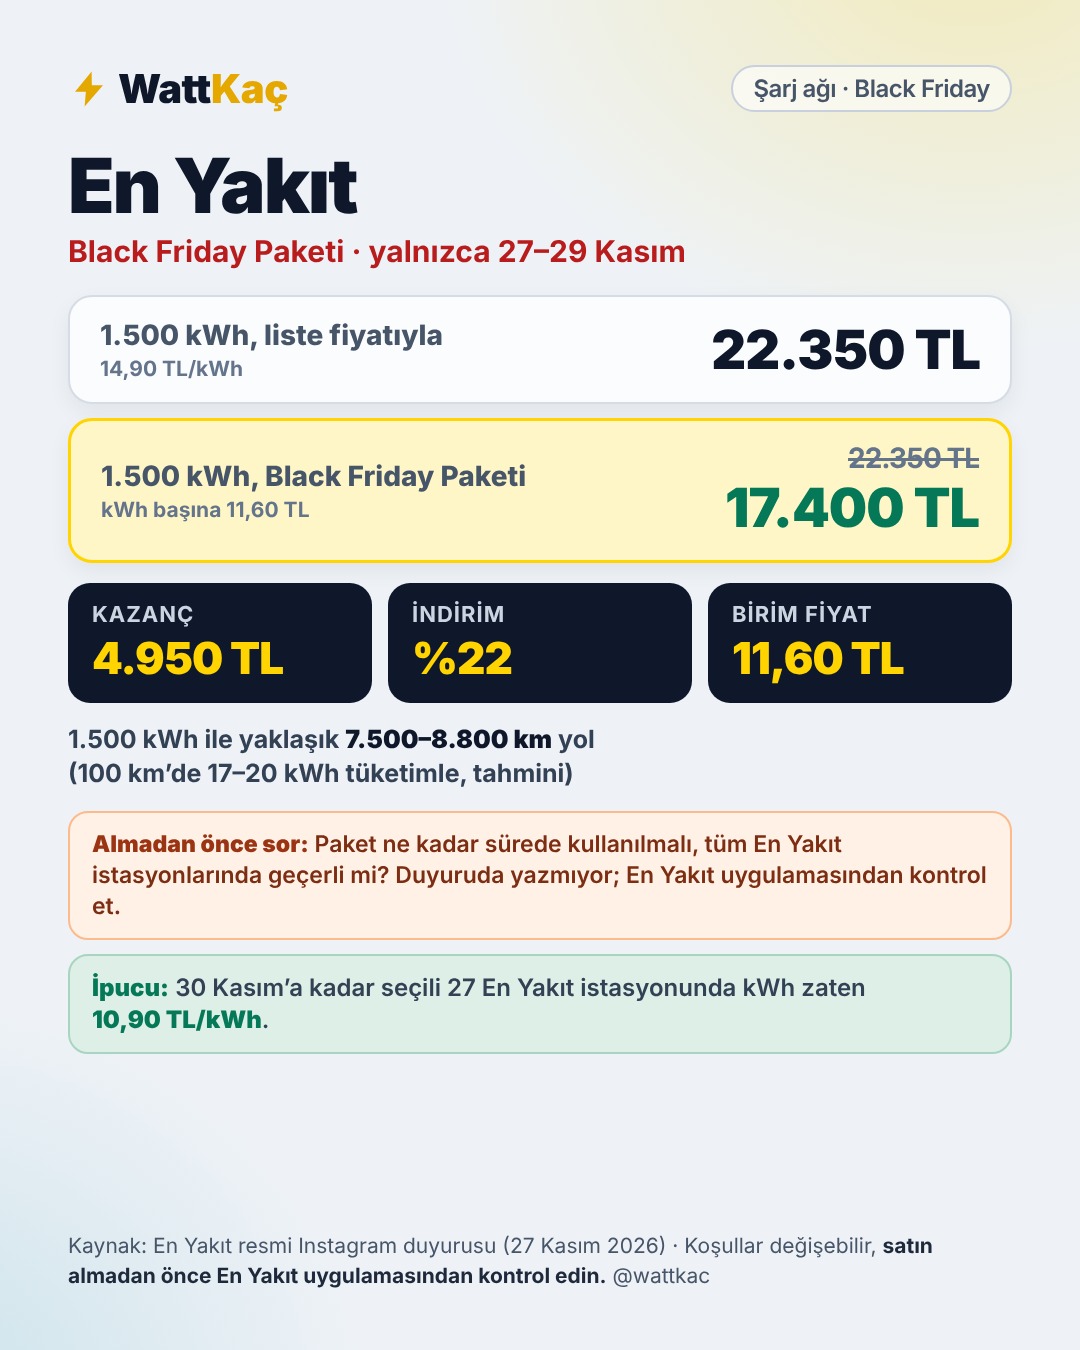 WattKaç
Şarj ağı · Black Friday
En Yakıt
Black Friday Paketi · yalnızca 27–29 Kasım
1.500 kWh, liste fiyatıyla
14,90 TL/kWh
22.350 TL
1.500 kWh, Black Friday Paketi
kWh başına 11,60 TL
22.350 TL
17.400 TL
KAZANÇ
4.950 TL
İNDİRİM
%22
BİRİM FİYAT
11,60 TL
1.500 kWh ile yaklaşık 7.500–8.800 km yol
(100 km’de 17–20 kWh tüketimle, tahmini)
Almadan önce sor: Paket ne kadar sürede kullanılmalı, tüm En Yakıt
istasyonlarında geçerli mi? Duyuruda yazmıyor; En Yakıt uygulamasından kontrol
et.
İpucu: 30 Kasım’a kadar seçili 27 En Yakıt istasyonunda kWh zaten
10,90 TL/kWh.
Kaynak: En Yakıt resmi Instagram duyurusu (27 Kasım 2026) · Koşullar değişebilir, satın
almadan önce En Yakıt uygulamasından kontrol edin. @wattkac